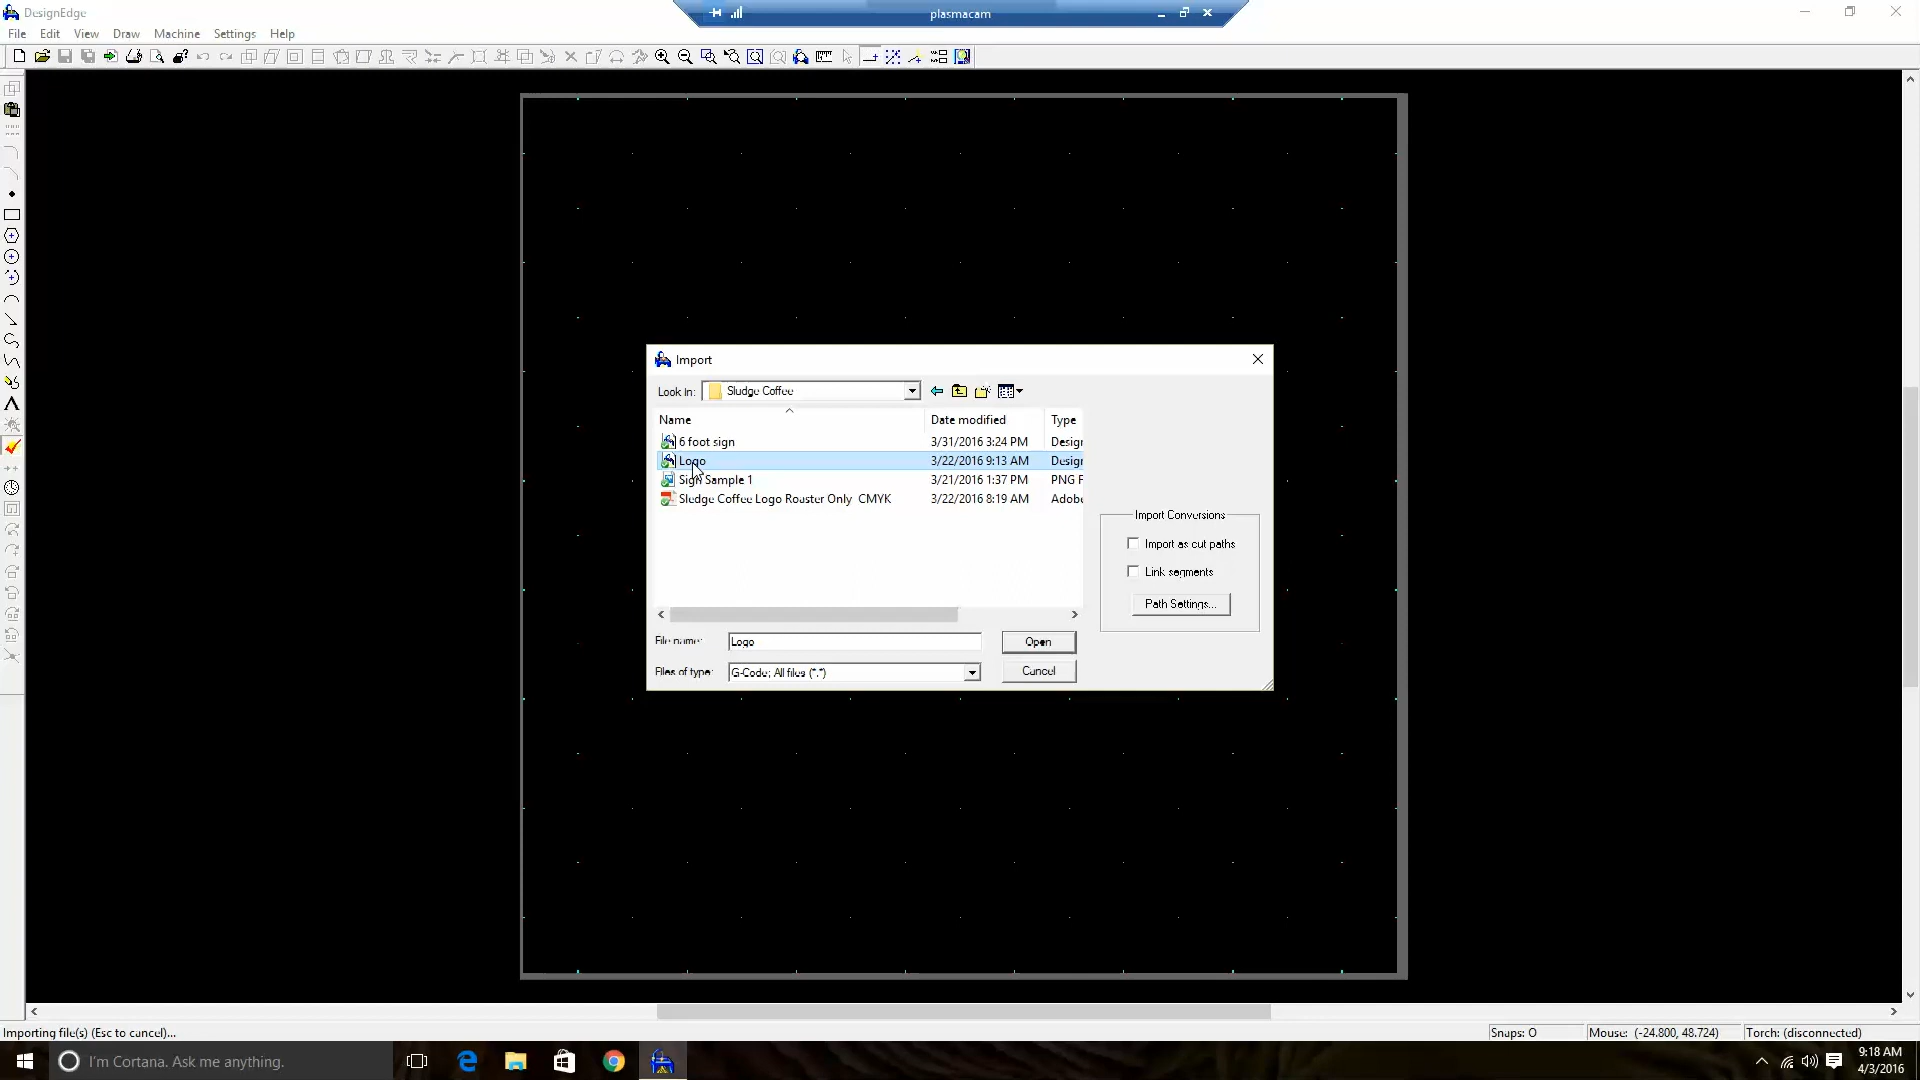 DesignEdge
plasmacam
File Edit View Draw Machine Settings Help
Import
Look in: Sludge Coffee
Name Date modified Type
6 foot sign 3/31/2016 3:24 PM Desigr
Logo 3/22/2016 9:13 AM Desigr
Sign Sample 1 3/21/2016 1:37 PM PNG F
Sledge Coffee Logo Roaster Only CMYK 3/22/2016 8:19 AM Adobe
Import Conversions
Import as cut paths
Link segments
Path Settings...
File name: Logo Open
Files of type: G-Code; All files (*.*) Cancel
Importing file(s) (Esc to cancel)... Snaps: O Mouse: (-24.800, 48.724) Torch: (disconnected)
I'm Cortana. Ask me anything. 9:18 AM
4/3/2016